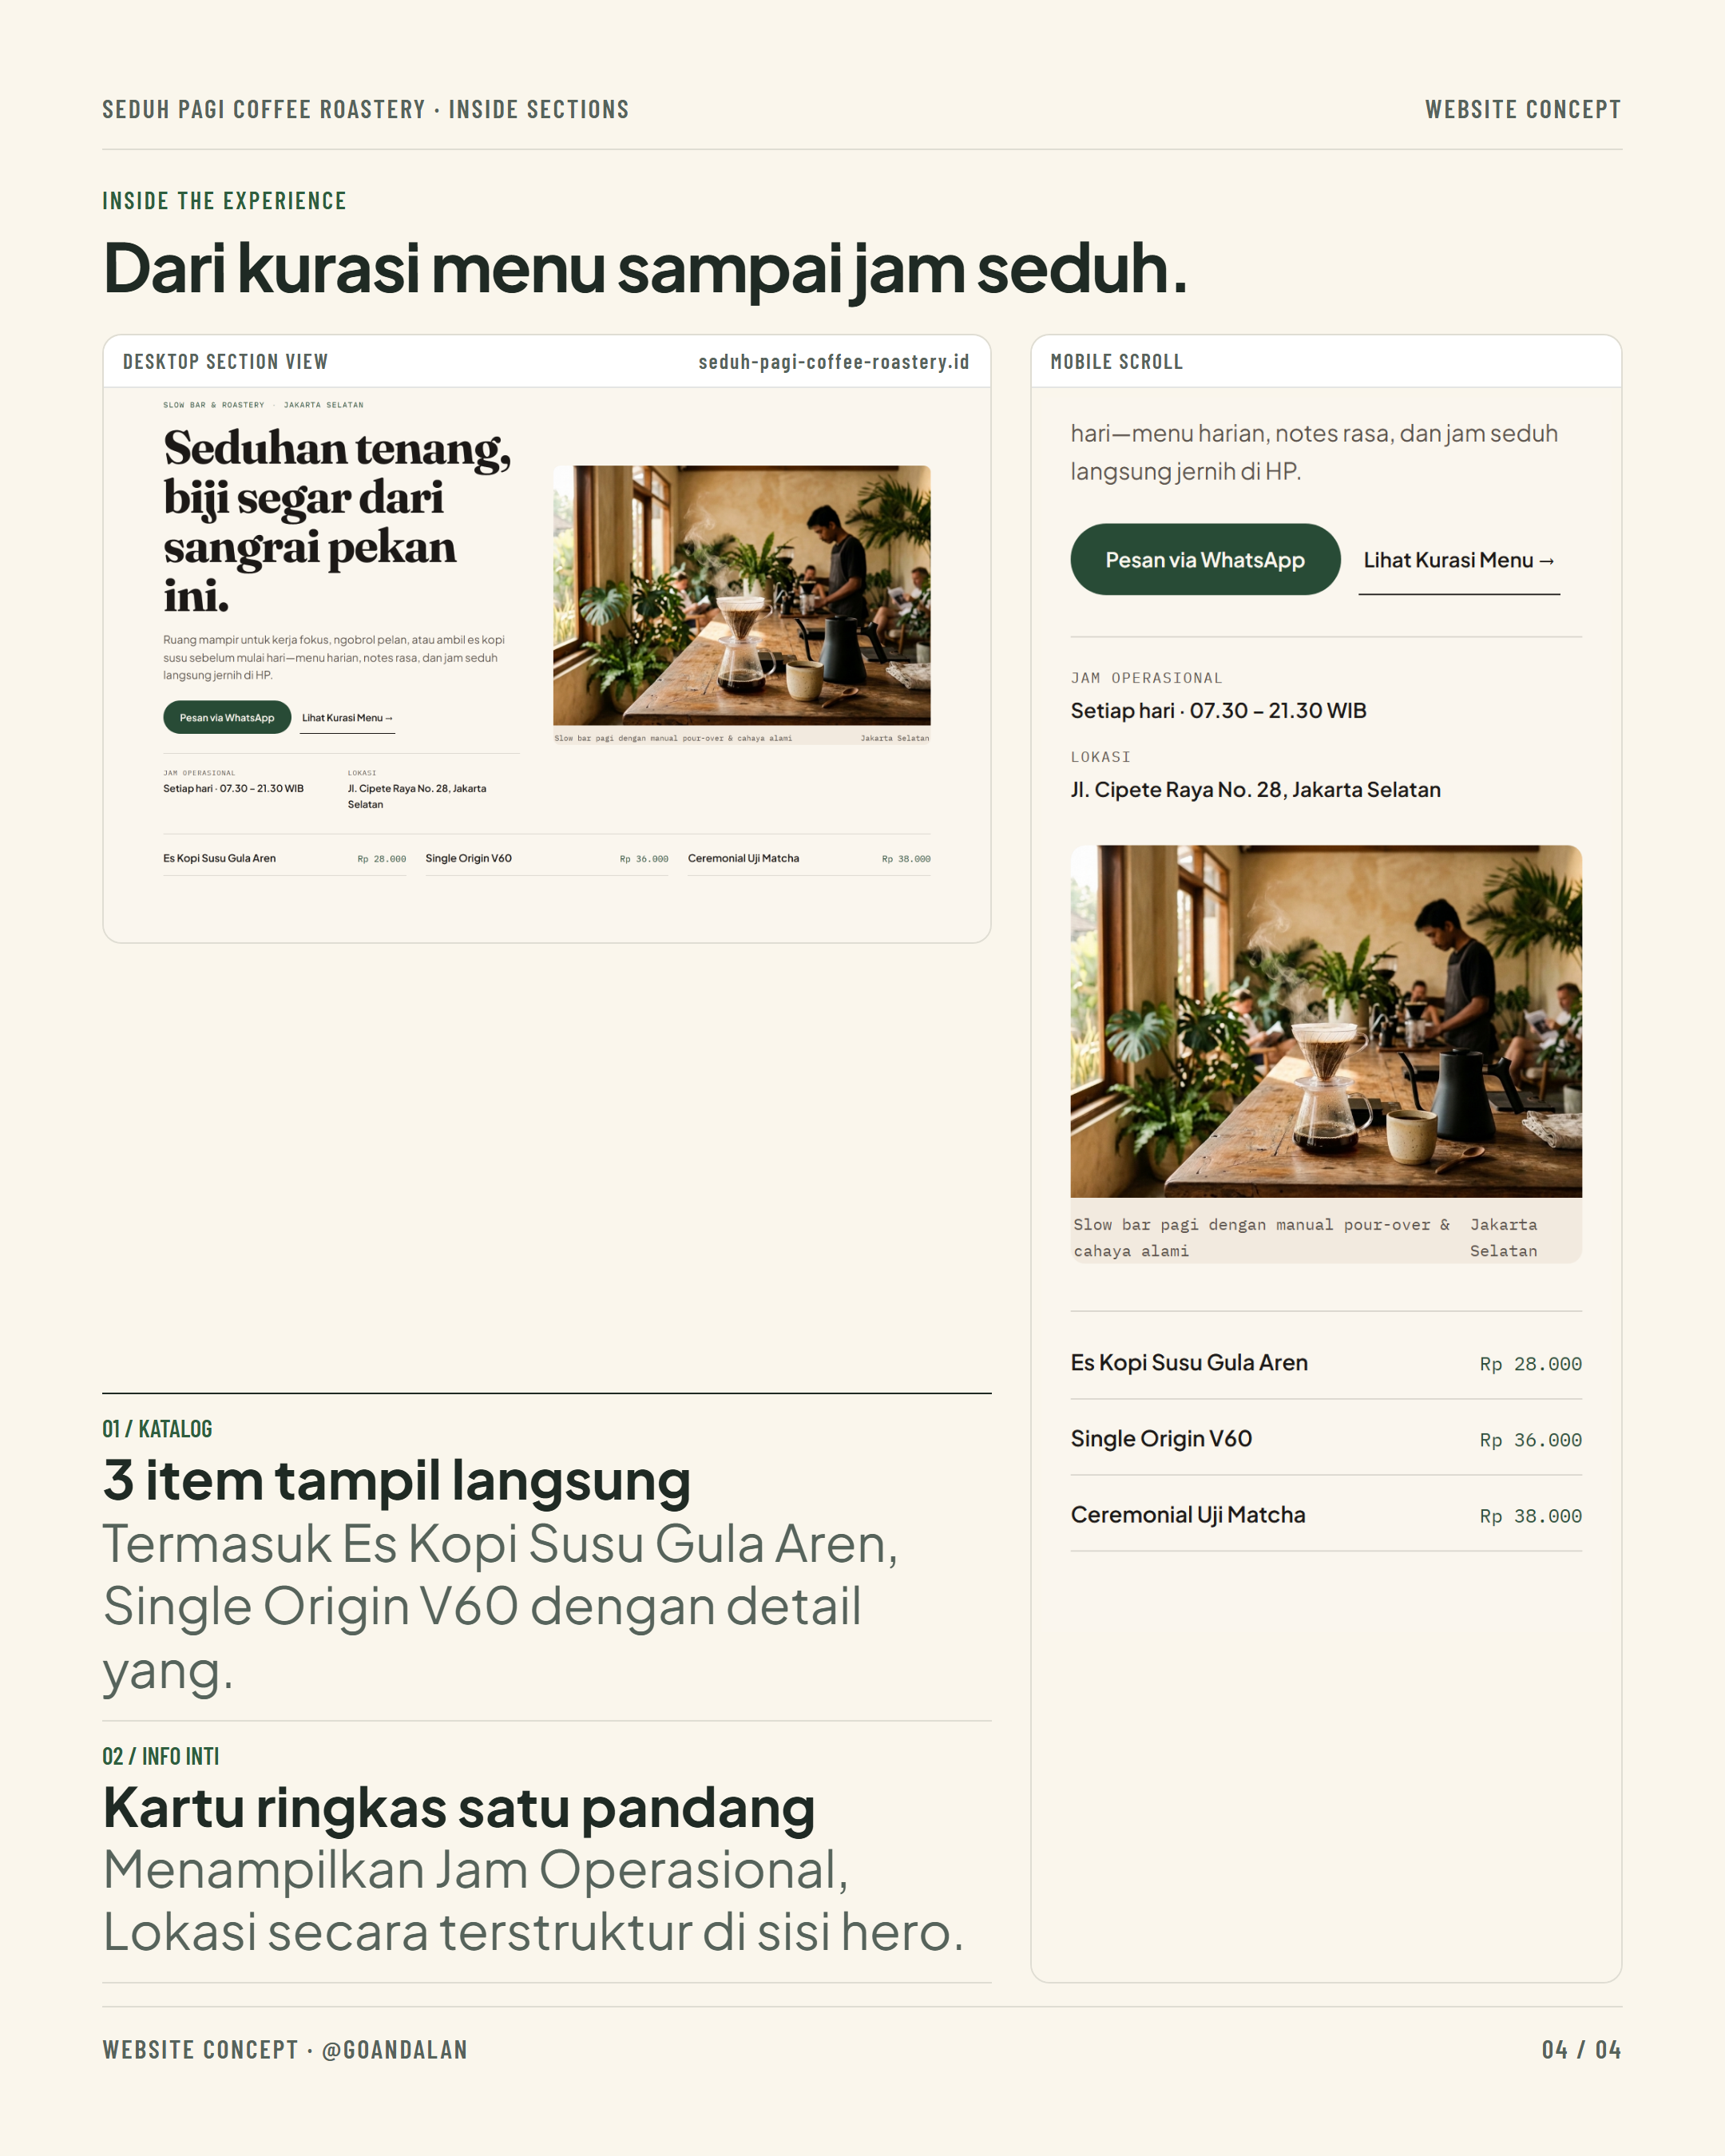 SEDUH PAGI COFFEE ROASTERY · INSIDE SECTIONS
WEBSITE CONCEPT
INSIDE THE EXPERIENCE
Dari kurasi menu sampai jam seduh.
DESKTOP SECTION VIEW
seduh-pagi-coffee-roastery.id
SLOW BAR & ROASTERY · JAKARTA SELATAN
Seduhan tenang,
biji segar dari
sangrai pekan
ini.
Ruang mampir untuk kerja fokus, ngobrol pelan, atau ambil es kopi
susu sebelum mulai hari—menu harian, notes rasa, dan jam seduh
langsung jernih di HP.
Pesan via WhatsApp
Lihat Kurasi Menu →
Slow bar pagi dengan manual pour-over & cahaya alami
Jakarta Selatan
JAM OPERASIONAL
Setiap hari · 07.30 – 21.30 WIB
LOKASI
Jl. Cipete Raya No. 28, Jakarta
Selatan
Es Kopi Susu Gula Aren
Rp 28.000
Single Origin V60
Rp 36.000
Ceremonial Uji Matcha
Rp 38.000
01 / KATALOG
3 item tampil langsung
Termasuk Es Kopi Susu Gula Aren,
Single Origin V60 dengan detail
yang.
02 / INFO INTI
Kartu ringkas satu pandang
Menampilkan Jam Operasional,
Lokasi secara terstruktur di sisi hero.
MOBILE SCROLL
hari—menu harian, notes rasa, dan jam seduh
langsung jernih di HP.
Pesan via WhatsApp
Lihat Kurasi Menu →
JAM OPERASIONAL
Setiap hari · 07.30 – 21.30 WIB
LOKASI
Jl. Cipete Raya No. 28, Jakarta Selatan
Slow bar pagi dengan manual pour-over &
cahaya alami
Jakarta
Selatan
Es Kopi Susu Gula Aren
Rp 28.000
Single Origin V60
Rp 36.000
Ceremonial Uji Matcha
Rp 38.000
WEBSITE CONCEPT · @GOANDALAN
04 / 04